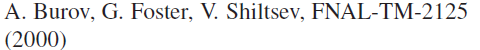 A. Burov, G. Foster, V. Shiltsev, FNAL-TM-2125
(2000)